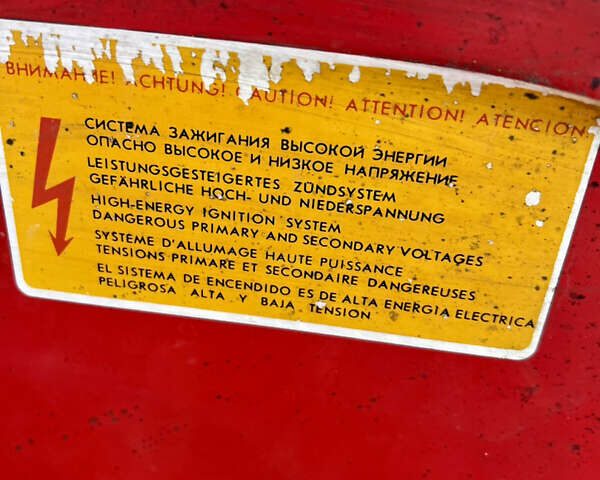 ВНИМАНИЕ! ACHTUNG! CAUTION! ATTENTION! ATENCION
СИСТЕМА ЗАЖИГАНИЯ ВЫСОКОЙ ЭНЕРГИИ
ОПАСНО ВЫСОКОЕ И НИЗКОЕ НАПРЯЖЕНИЕ
LEISTUNGSGESTEIGERTES ZÜNDSYSTEM
GEFÄHRLICHE HOCH- UND NIEDERSPANNUNG
HIGH-ENERGY IGNITION SYSTEM
DANGEROUS PRIMARY AND SECONDARY VOLTAGES
SYSTÈME D'ALLUMAGE HAUTE PUISSANCE
TENSIONS PRIMARE ET SECONDAIRE DANGEREUSES
EL SISTEMA DE ENCENDIDO ES DE ALTA ENERGIA ELECTRICA
PELIGROSA ALTA Y BAJA TENSION